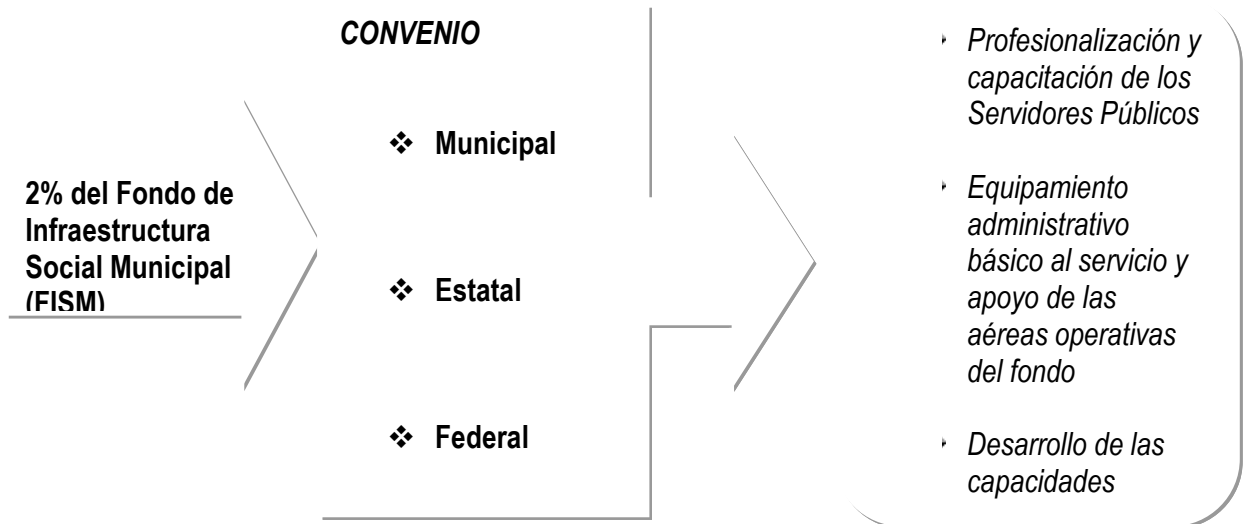 2% del Fondo de
Infraestructura
Social Municipal
(FISM)
CONVENIO
❖ Municipal
❖ Estatal
❖ Federal
Profesionalización y
capacitación de los
Servidores Públicos
Equipamiento
administrativo
básico al servicio y
apoyo de las
aéreas operativas
del fondo
Desarrollo de las
capacidades